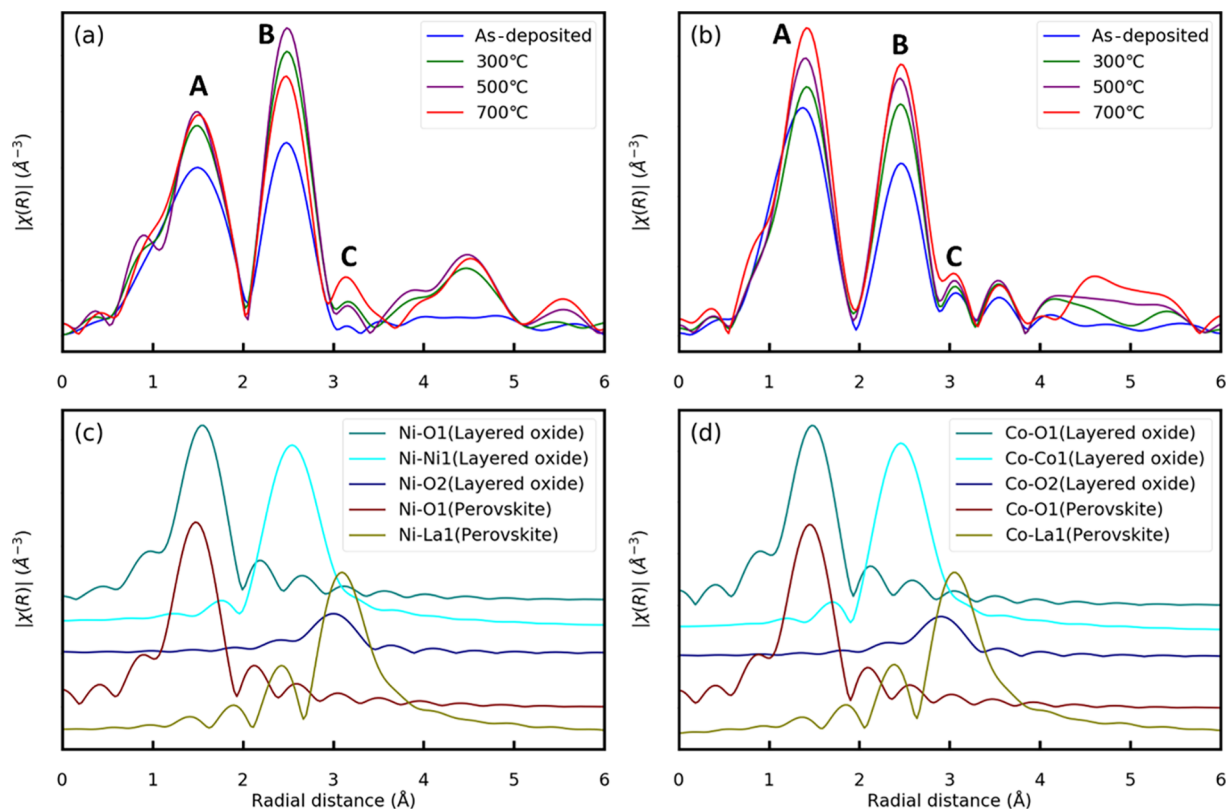 (a)
A
B
C
As-deposited
300℃
500℃
700℃
|χ(R)| (Å⁻³)
0 1 2 3 4 5 6
(b)
A
B
C
As-deposited
300℃
500℃
700℃
|χ(R)| (Å⁻³)
0 1 2 3 4 5 6
(c)
Ni-O1(Layered oxide)
Ni-Ni1(Layered oxide)
Ni-O2(Layered oxide)
Ni-O1(Perovskite)
Ni-La1(Perovskite)
|χ(R)| (Å⁻³)
0 1 2 3 4 5 6
Radial distance (Å)
(d)
Co-O1(Layered oxide)
Co-Co1(Layered oxide)
Co-O2(Layered oxide)
Co-O1(Perovskite)
Co-La1(Perovskite)
|χ(R)| (Å⁻³)
0 1 2 3 4 5 6
Radial distance (Å)